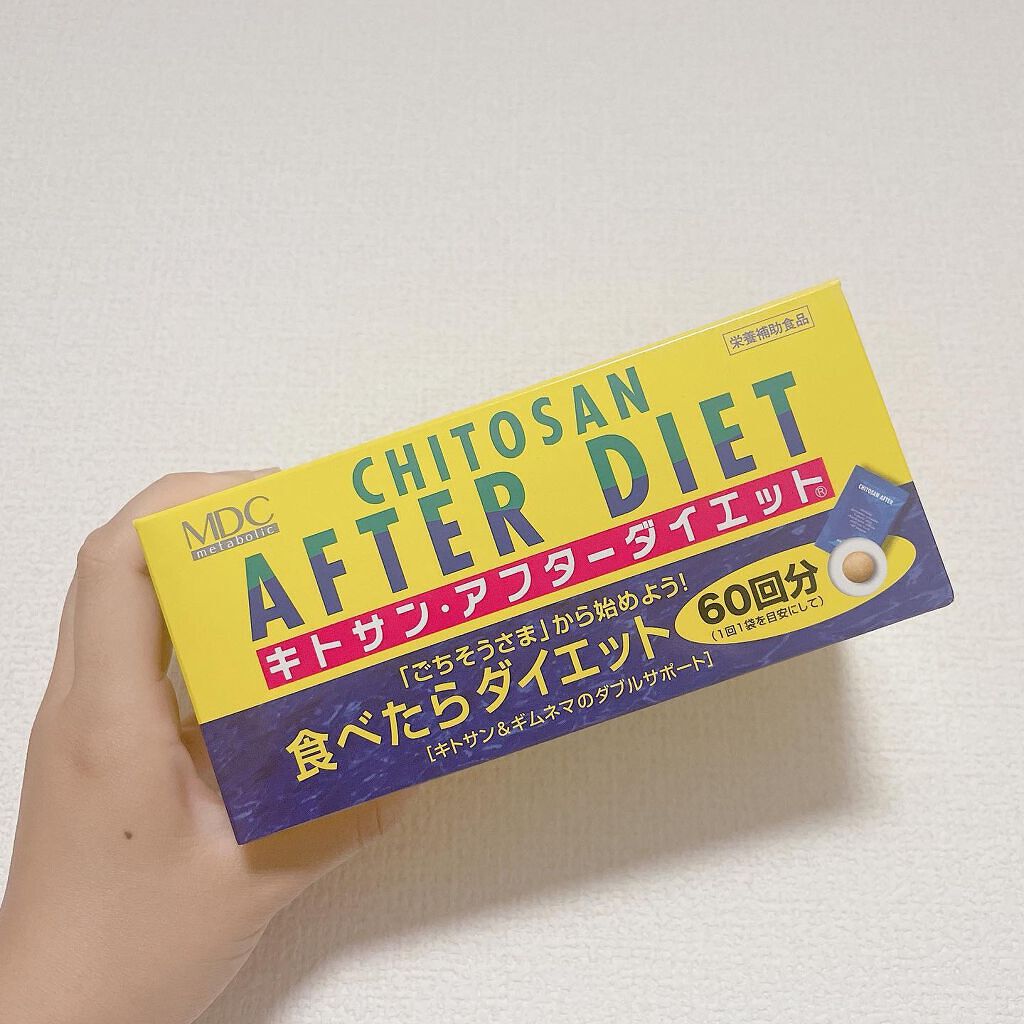 栄養補助食品
MDC
metabolic
CHITOSAN
AFTER DIET
キトサン・アフターダイエット®
CHITOSAN AFTER
「ごちそうさま」から始めよう!
食べたらダイエット
[キトサン&ギムネマのダブルサポート]
60回分
(1回1袋を目安にして)